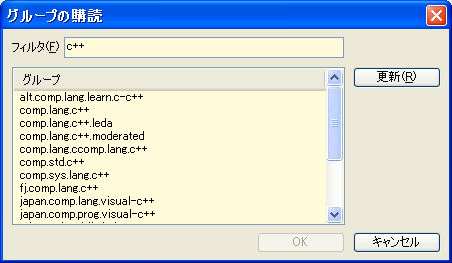 グループの購読
フィルタ(F) c++
グループ
更新(R)
alt.comp.lang.learn.c-c++
comp.lang.c++
comp.lang.c++.leda
comp.lang.c++.moderated
comp.lang.ccomp.lang.c++
comp.std.c++
comp.sys.lang.c++
fj.comp.lang.c++
japan.comp.lang.visual-c++
japan.comp.prog.visual-c++
OK
キャンセル